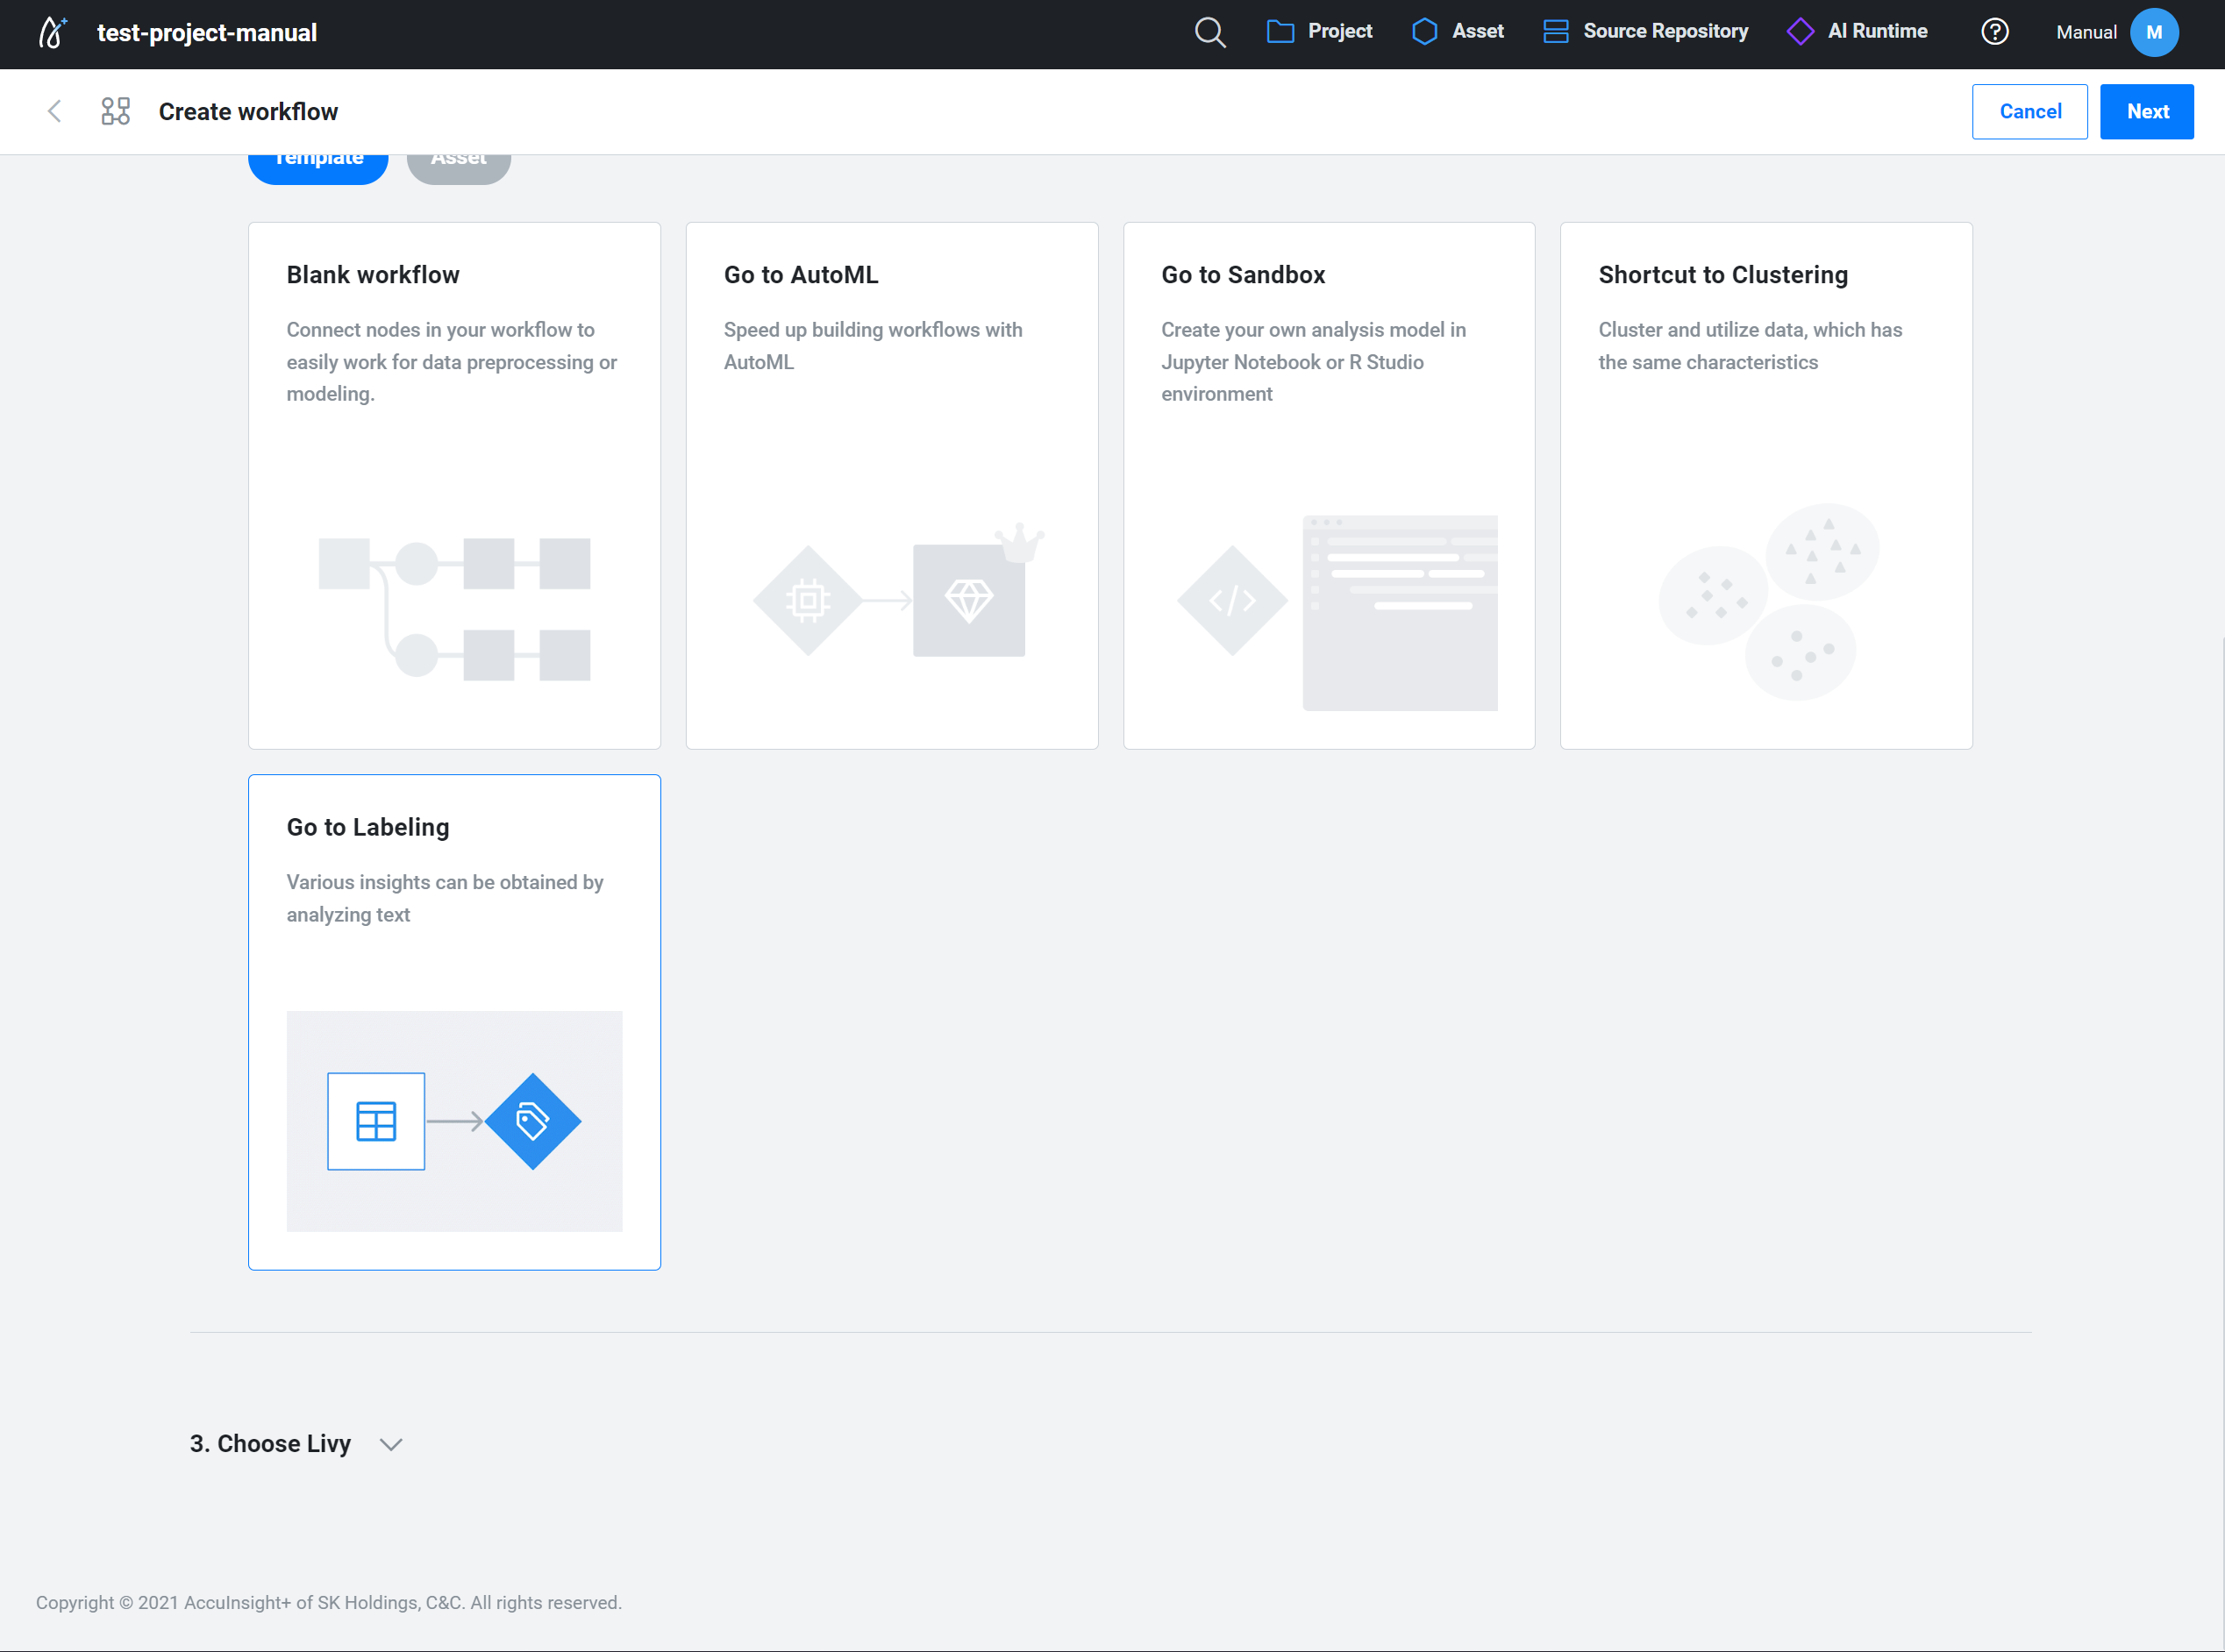 test-project-manual
Project
Asset
Source Repository
AI Runtime
Manual
M
Create workflow
Cancel
Next
Template
Asset
Blank workflow
Connect nodes in your workflow to
easily work for data preprocessing or
modeling.
Go to AutoML
Speed up building workflows with
AutoML
Go to Sandbox
Create your own analysis model in
Jupyter Notebook or R Studio
environment
Shortcut to Clustering
Cluster and utilize data, which has
the same characteristics
Go to Labeling
Various insights can be obtained by
analyzing text
3. Choose Livy
Copyright © 2021 AccuInsight+ of SK Holdings, C&C. All rights reserved.